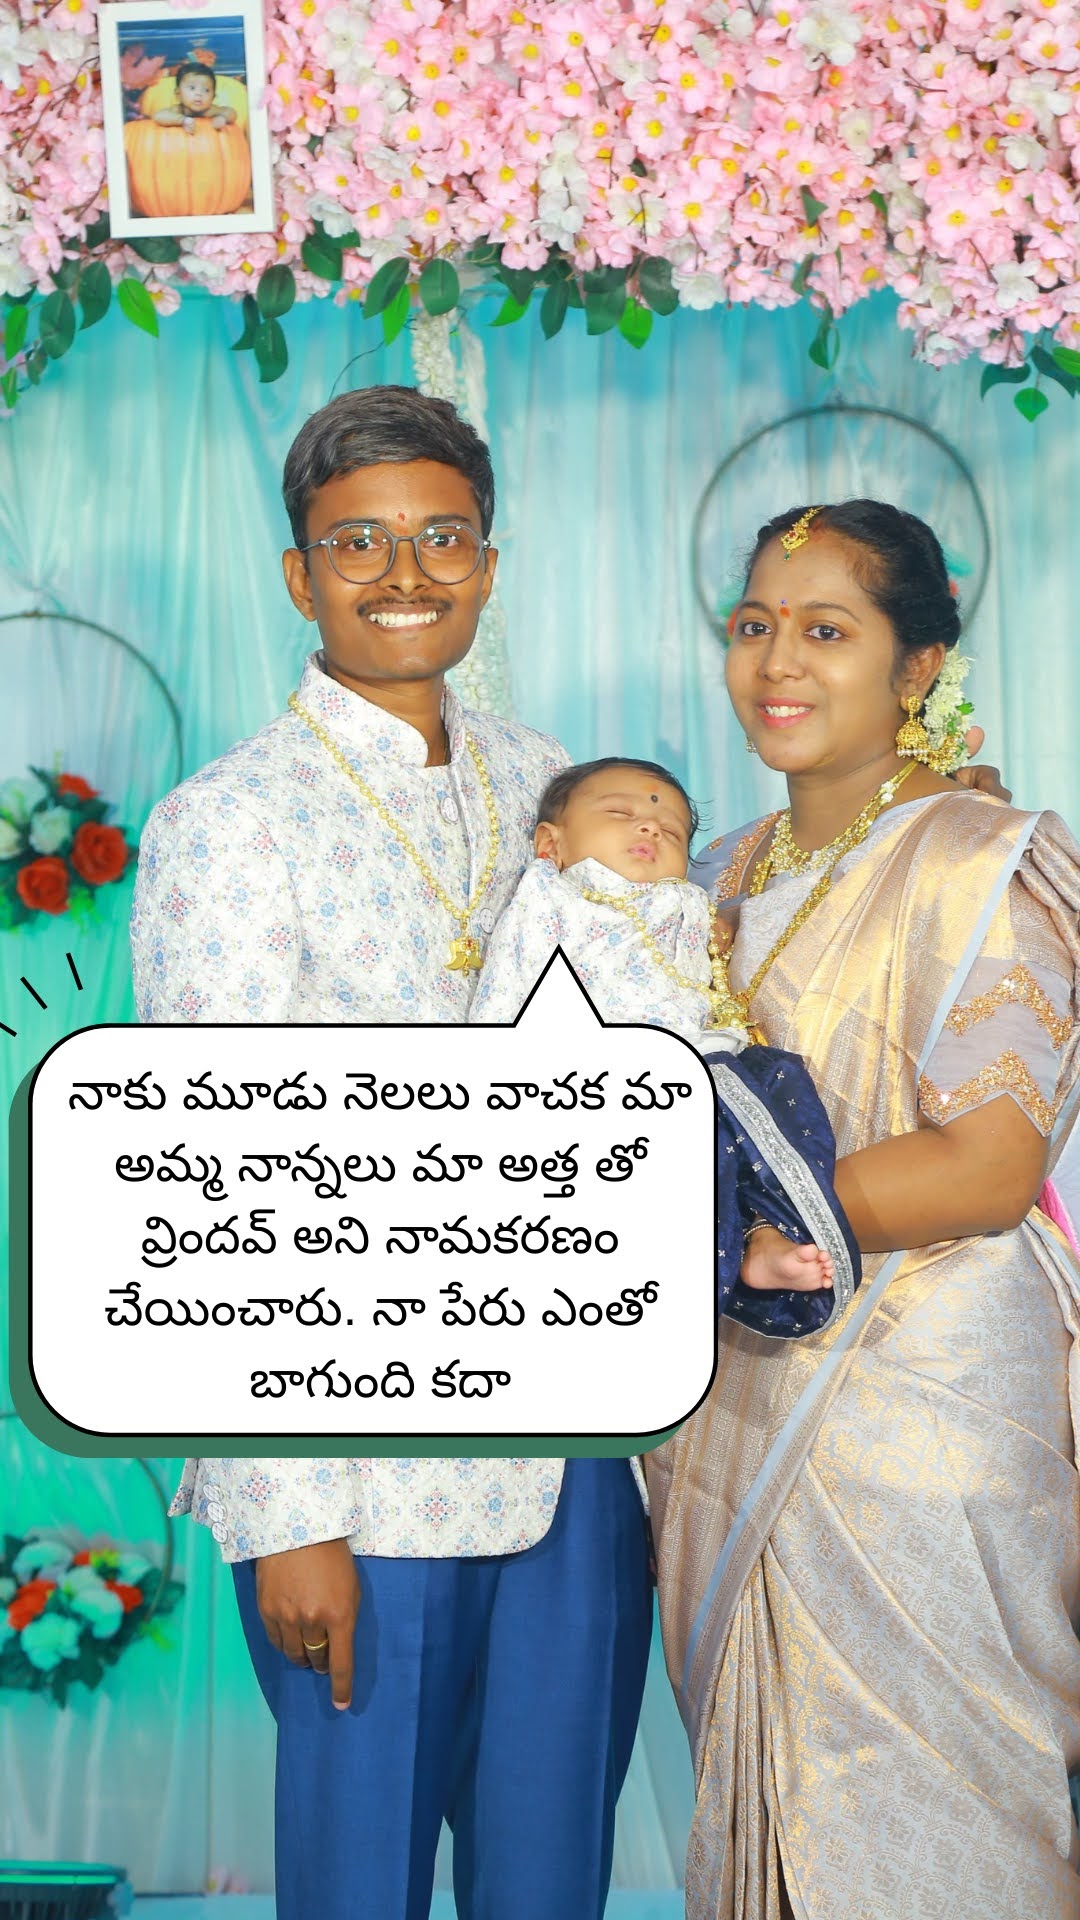 నాకు మూడు నెలలు వాచక మా
అమ్మ నాన్నలు మా అత్త తో
వ్రిందవ్ అని నామకరణం
చేయించారు. నా పేరు ఎంతో
బాగుంది కదా